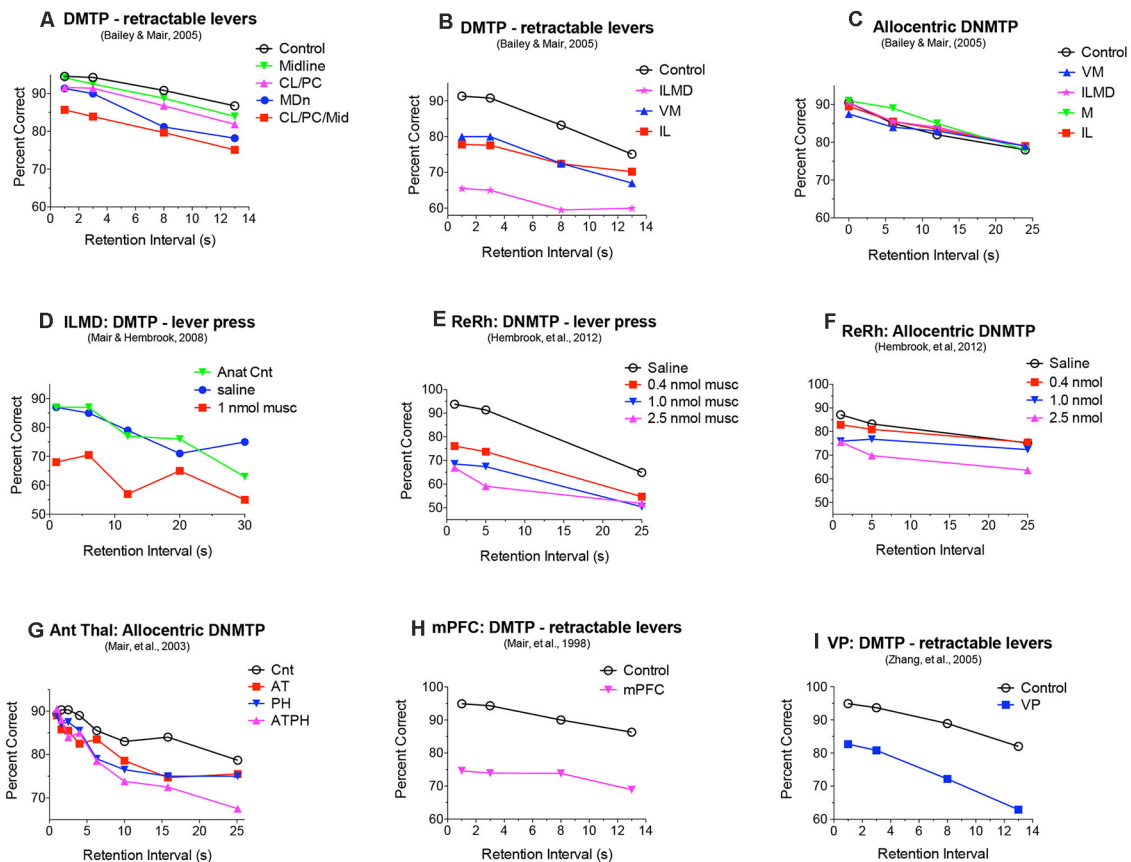 A DMTP - retractable levers
(Bailey & Mair, 2005)
Control
Midline
CL/PC
MDn
CL/PC/Mid
Percent Correct
90
80
70
60
0 2 4 6 8 10 12 14
Retention Interval (s)
B DMTP - retractable levers
(Bailey & Mair, 2005)
Control
ILMD
VM
IL
Percent Correct
90
80
70
60
0 2 4 6 8 10 12 14
Retention Interval (s)
C Allocentric DNMTP
(Bailey & Mair, (2005)
Control
VM
ILMD
M
IL
Percent Correct
90
80
70
60
0 5 10 15 20 25
Retention Interval (s)
D ILMD: DMTP - lever press
(Mair & Hembrook, 2008)
Anat Cnt
saline
1 nmol musc
Percent Correct
90
80
70
60
50
0 10 20 30
Retention Interval (s)
E ReRh: DNMTP - lever press
(Hembrook, et al., 2012)
Saline
0.4 nmol musc
1.0 nmol musc
2.5 nmol musc
Percent Correct
100
90
80
70
60
50
0 5 10 15 20 25
Retention Interval (s)
F ReRh: Allocentric DNMTP
(Hembrook, et al, 2012)
Saline
0.4 nmol
1.0 nmol
2.5 nmol
Percent Correct
100
90
80
70
60
50
0 5 10 15 20 25
Retention Interval
G Ant Thal: Allocentric DNMTP
(Mair, et al., 2003)
Cnt
AT
PH
ATPH
Percent Correct
90
80
70
0 5 10 15 20 25
Retention Interval (s)
H mPFC: DMTP - retractable levers
(Mair, et al., 1998)
Control
mPFC
Percent Correct
100
90
80
70
60
0 2 4 6 8 10 12 14
Retention Interval (s)
I VP: DMTP - retractable levers
(Zhang, et al., 2005)
Control
VP
Percent Correct
100
90
80
70
60
0 2 4 6 8 10 12 14
Retention Interval (s)